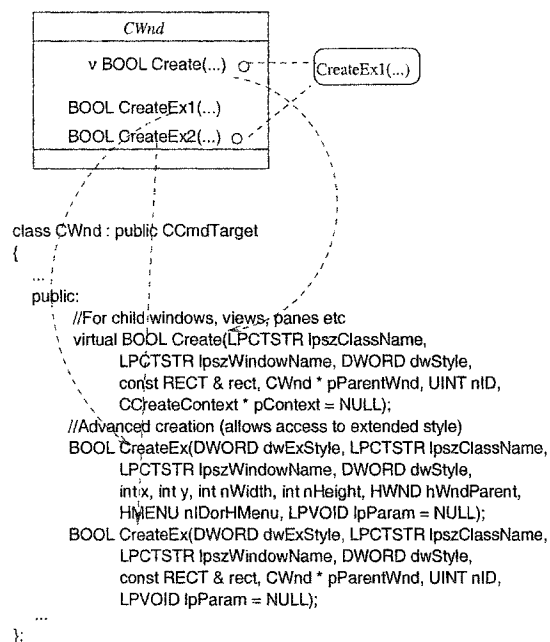 CWnd
v BOOL Create(...)
CreateEx1(...)
BOOL CreateEx1(...)
BOOL CreateEx2(...)
class CWnd : public CCmdTarget
{
...
public:
//For child windows, views, panes etc
virtual BOOL Create(LPCTSTR lpszClassName,
LPCTSTR lpszWindowName, DWORD dwStyle,
const RECT & rect, CWnd * pParentWnd, UINT nID,
CCreateContext * pContext = NULL);
//Advanced creation (allows access to extended style)
BOOL CreateEx(DWORD dwExStyle, LPCTSTR lpszClassName,
LPCTSTR lpszWindowName, DWORD dwStyle,
int x, int y, int nWidth, int nHeight, HWND hWndParent,
HMENU nIDorHMenu, LPVOID lpParam = NULL);
BOOL CreateEx(DWORD dwExStyle, LPCTSTR lpszClassName,
LPCTSTR lpszWindowName, DWORD dwStyle,
const RECT & rect, CWnd * pParentWnd, UINT nID,
LPVOID lpParam = NULL);
...
};